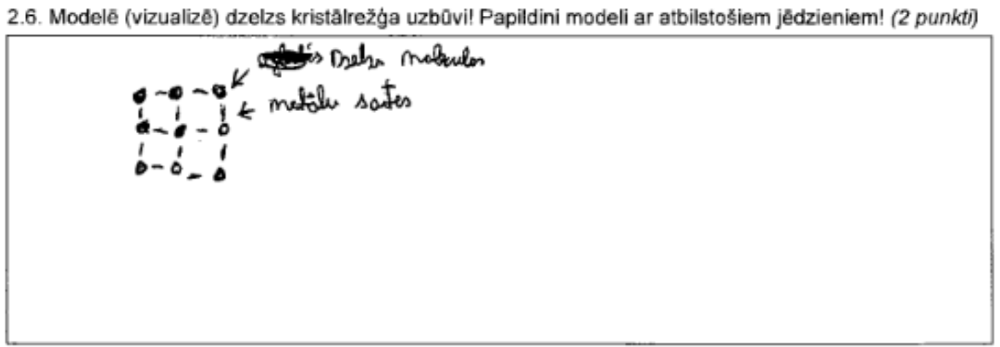 2.6. Modelē (vizualizē) dzelzs kristālrežģa uzbūvi! Papildini modeli ar atbilstošiem jēdzieniem! (2 punkti)
Dzelzs molekulas
metālu saites